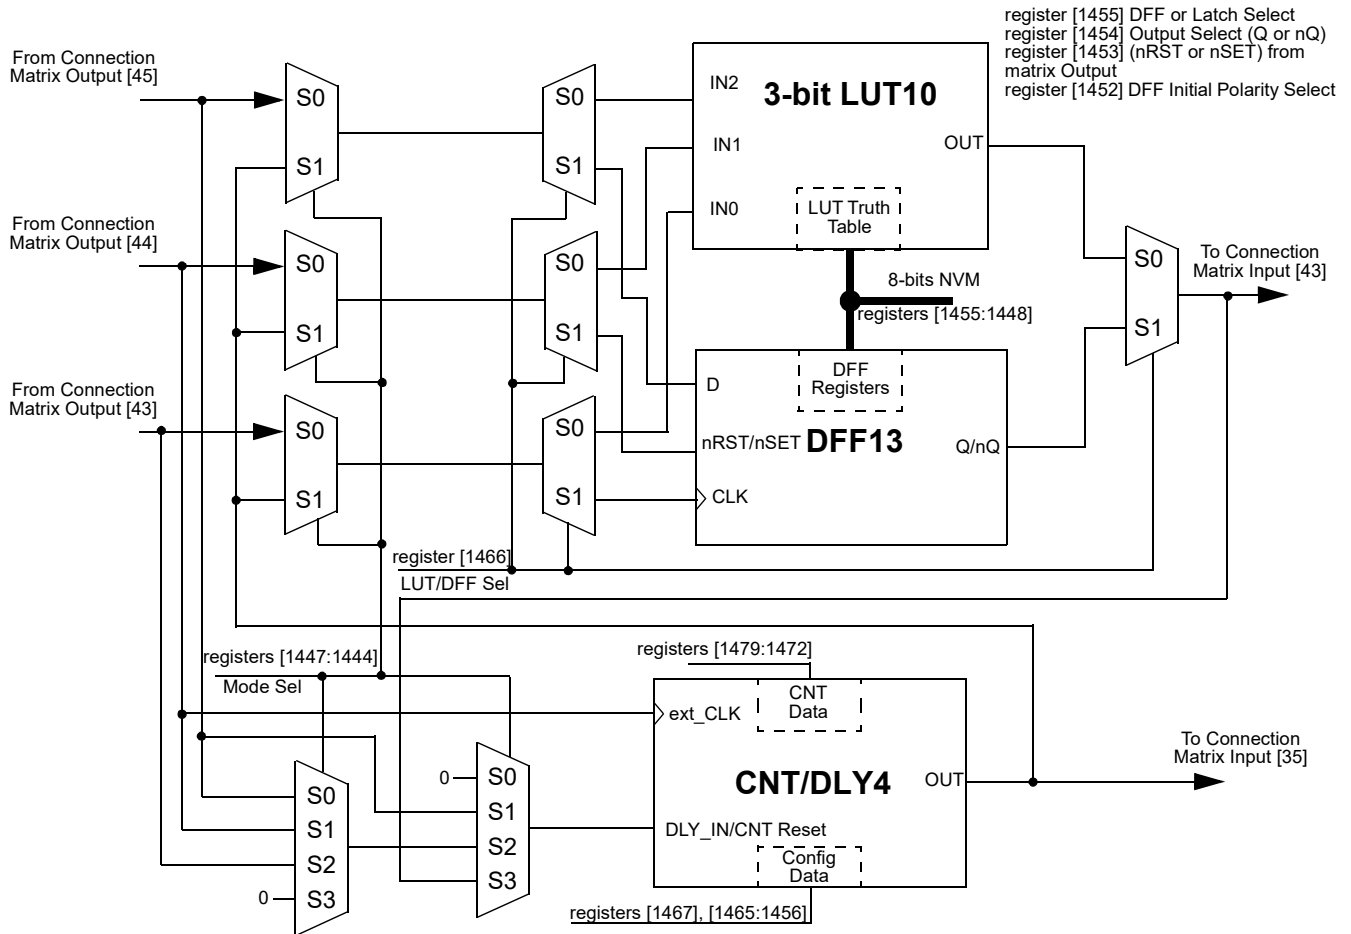 register [1455] DFF or Latch Select
register [1454] Output Select (Q or nQ)
register [1453] (nRST or nSET) from
matrix Output
register [1452] DFF Initial Polarity Select
From Connection
Matrix Output [45]
S0
S1
S0
S1
IN2
IN1
IN0
3-bit LUT10
OUT
LUT Truth
Table
From Connection
Matrix Output [44]
S0
S1
S0
S1
8-bits NVM
registers [1455:1448]
S0
S1
To Connection
Matrix Input [43]
From Connection
Matrix Output [43]
S0
S1
S0
S1
D
nRST/nSET
CLK
DFF
Registers
DFF13
Q/nQ
register [1466]
LUT/DFF Sel
registers [1447:1444]
Mode Sel
registers [1479:1472]
ext_CLK
CNT
Data
CNT/DLY4
OUT
To Connection
Matrix Input [35]
DLY_IN/CNT Reset
Config
Data
0
S0
S1
S2
S3
S0
S1
S2
0
S3
registers [1467], [1465:1456]